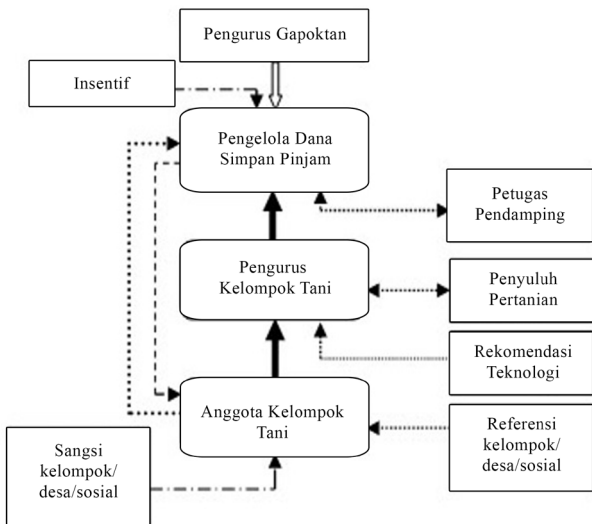 Pengurus Gapoktan
Insentif
Pengelola Dana
Simpan Pinjam
Petugas
Pendamping
Pengurus
Kelompok Tani
Penyuluh
Pertanian
Rekomendasi
Teknologi
Anggota Kelompok
Tani
Referensi
kelompok/
desa/sosial
Sangsi
kelompok/
desa/sosial